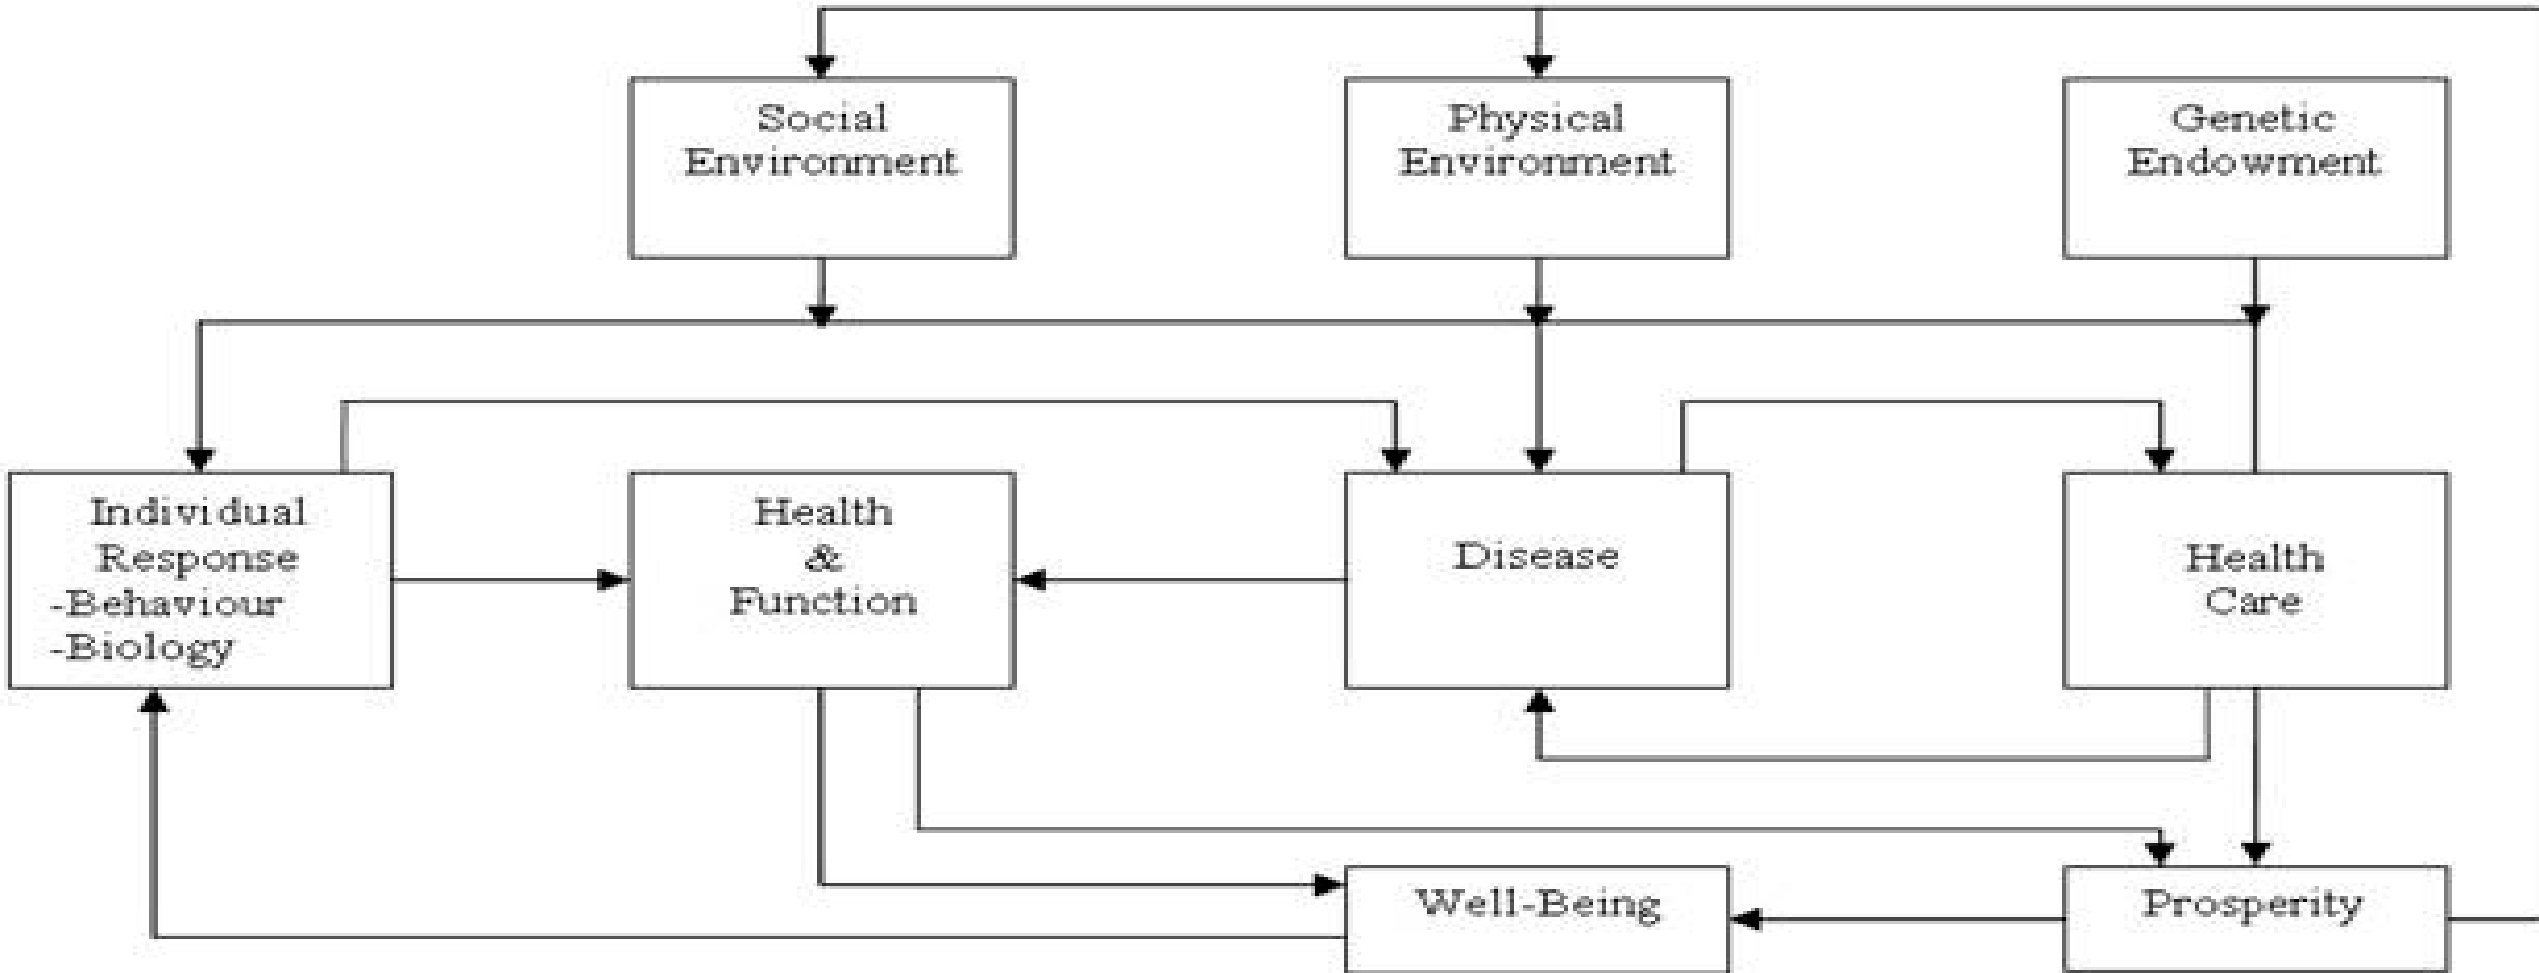 Social
Environment
Physical
Environment
Genetic
Endowment
Individual
Response
-Behaviour
-Biology
Health
&
Function
Disease
Health
Care
Well-Being
Prosperity